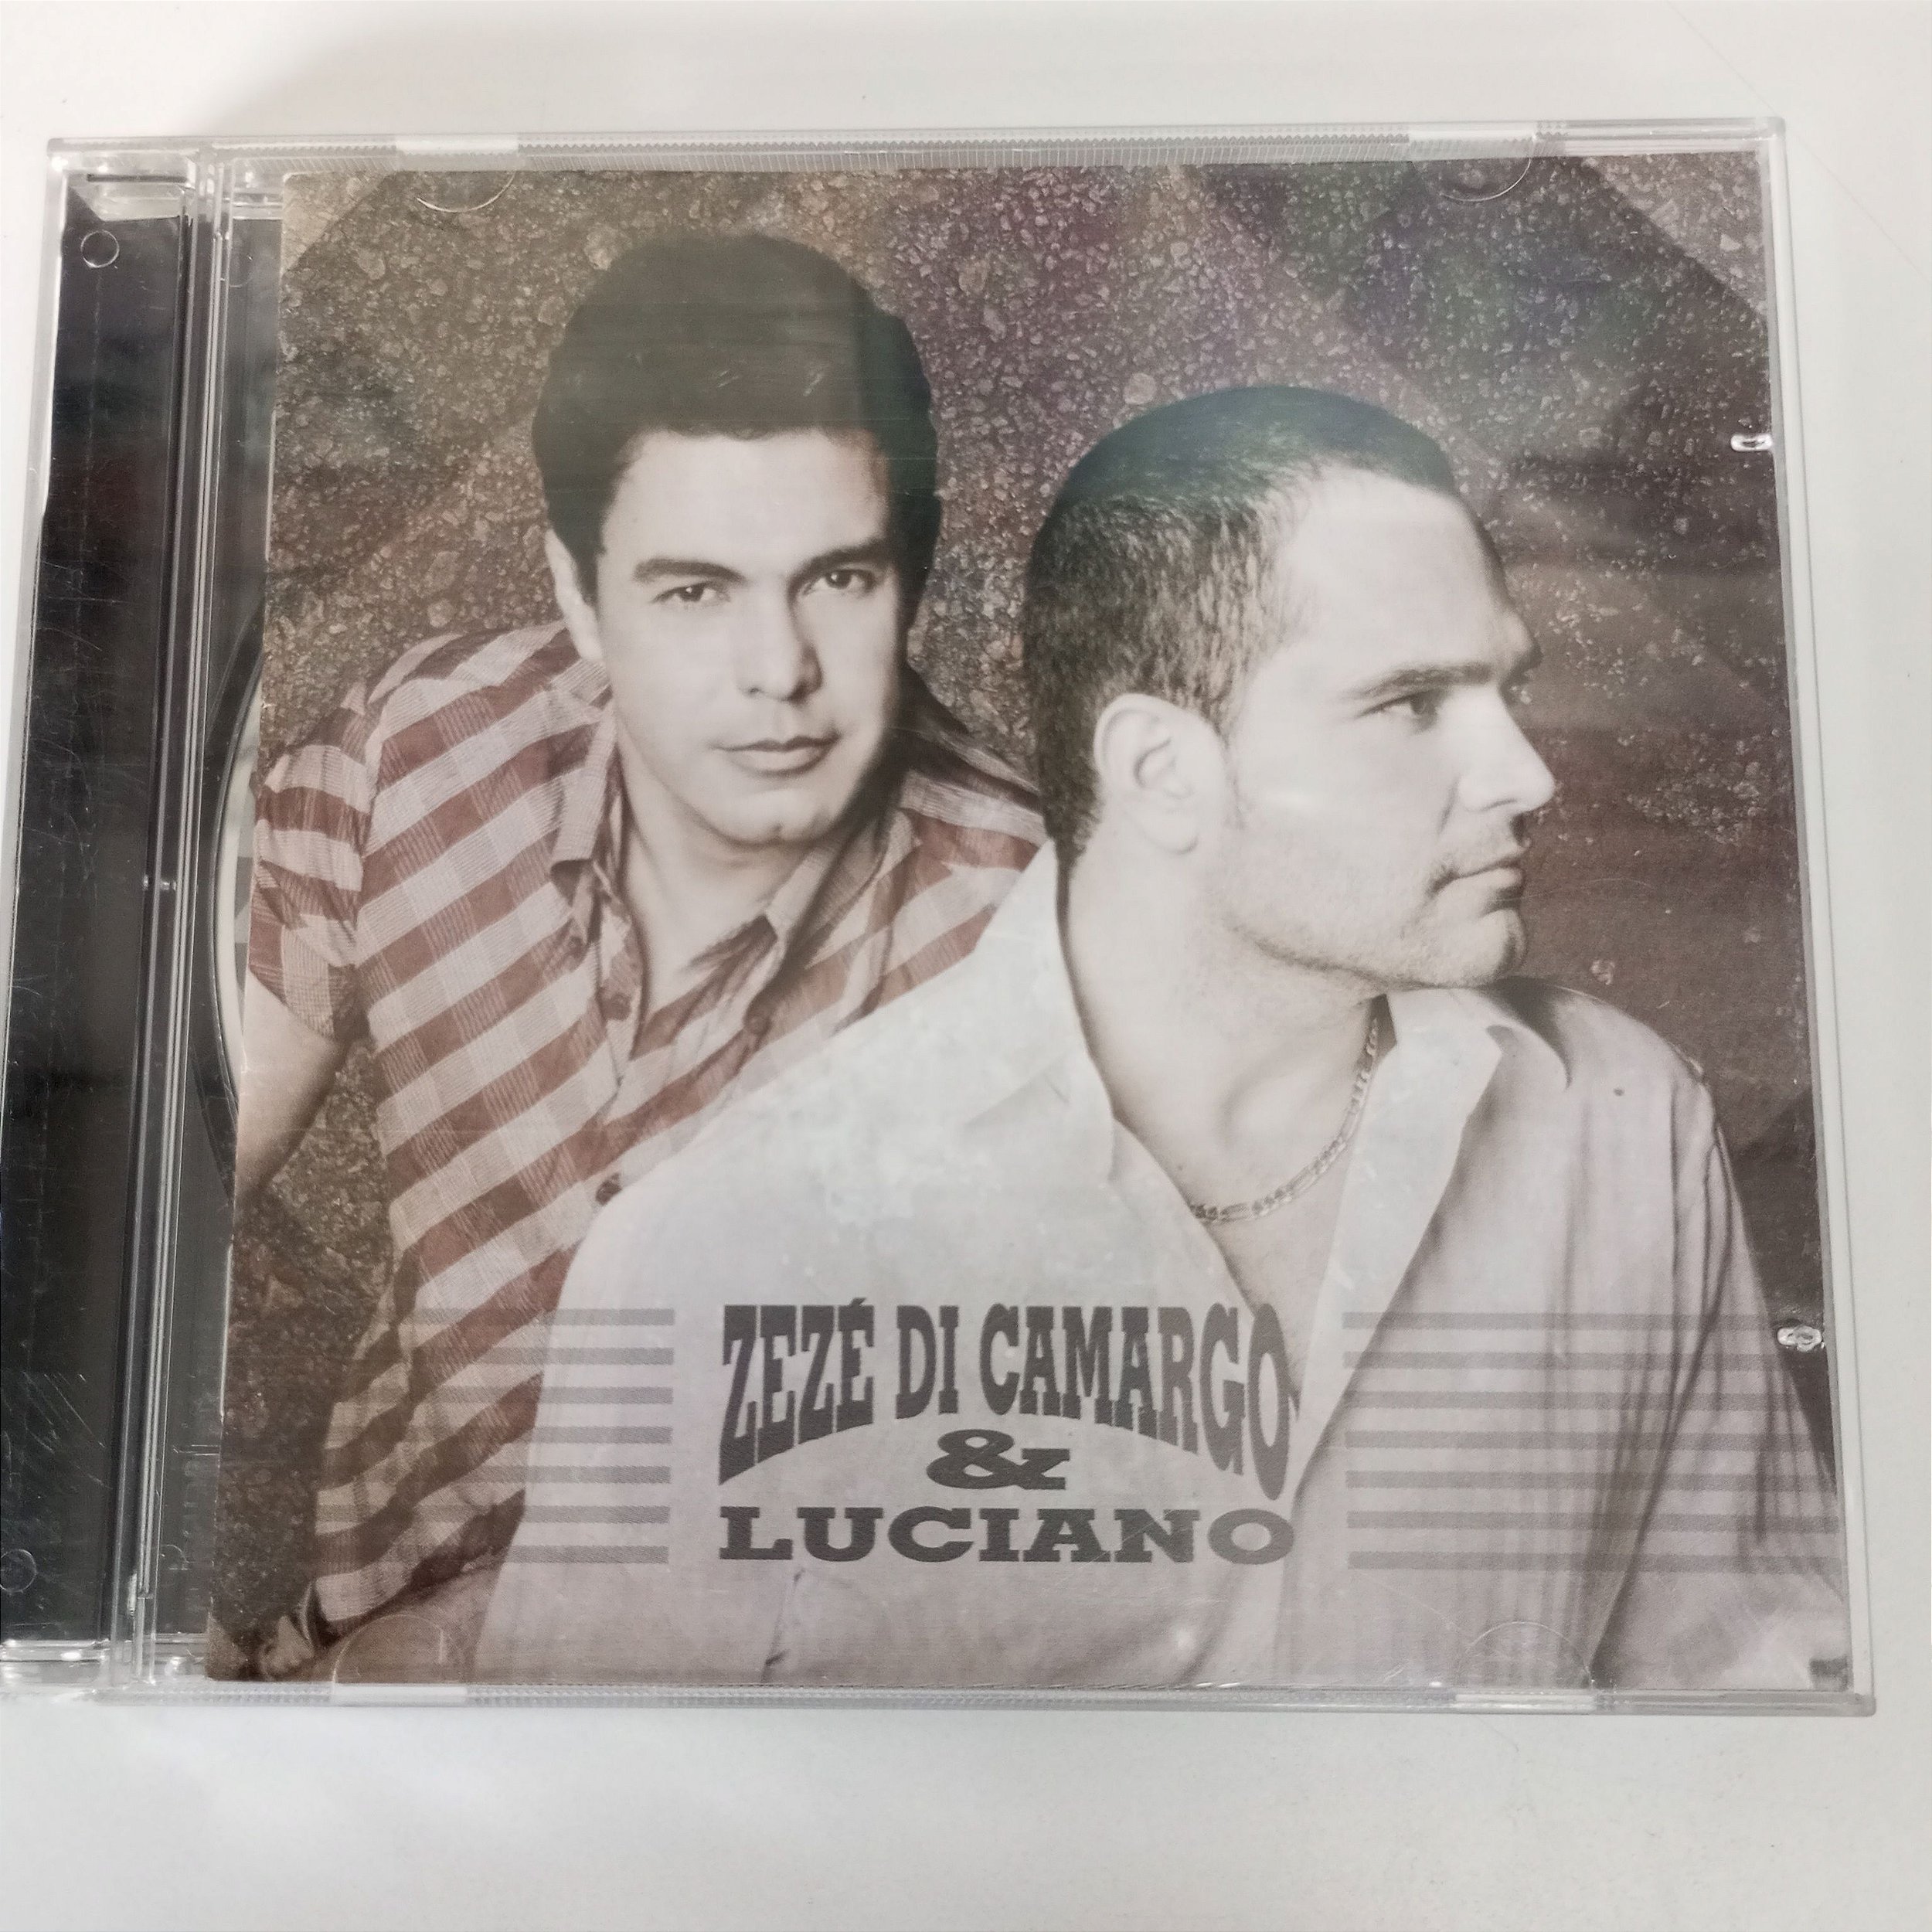 ZEZÉ DI CAMARGO
&
LUCIANO